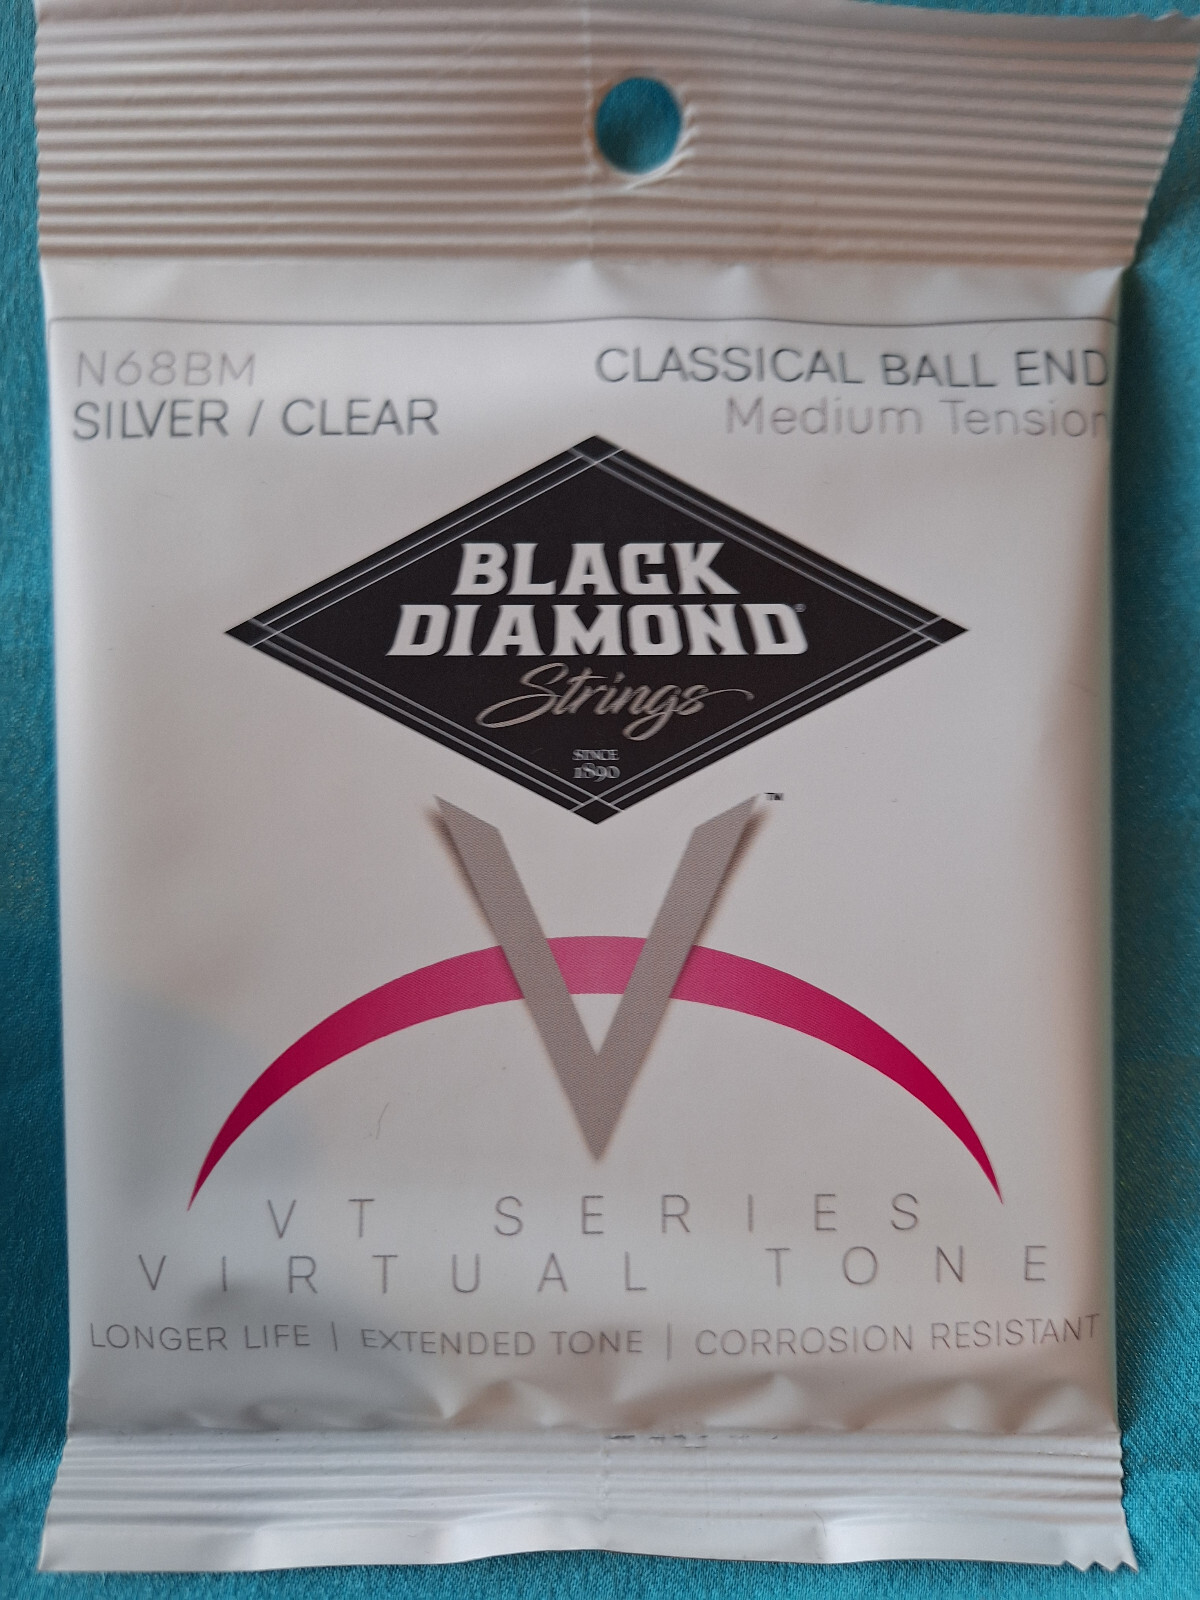 N68BM
SILVER / CLEAR
CLASSICAL BALL END
Medium Tension
BLACK
DIAMOND®
Strings
SINCE
1890
V™
VT SERIES
VIRTUAL TONE
LONGER LIFE | EXTENDED TONE | CORROSION RESISTANT